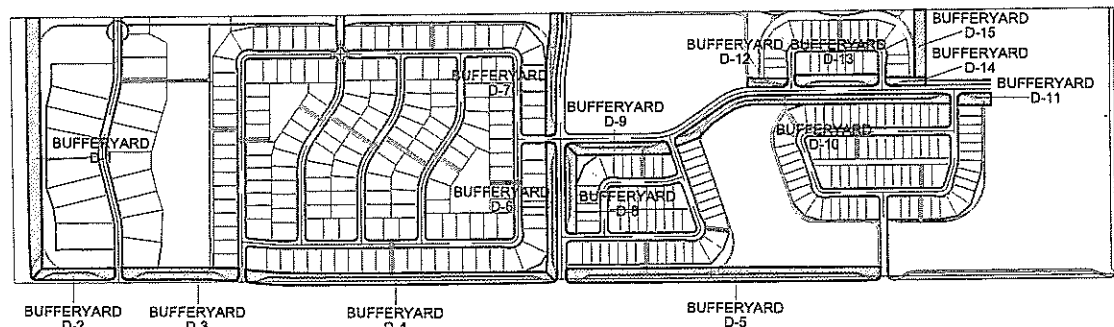 BUFFERYARD
D-15
BUFFERYARD
D-12
BUFFERYARD
D-13
BUFFERYARD
D-14
BUFFERYARD
D-7
BUFFERYARD
D-11
BUFFERYARD
D-9
BUFFERYARD
D-10
BUFFERYARD
D-1
BUFFERYARD
D-6
BUFFERYARD
D-8
BUFFERYARD
D-2
BUFFERYARD
D-3
BUFFERYARD
D-4
BUFFERYARD
D-5